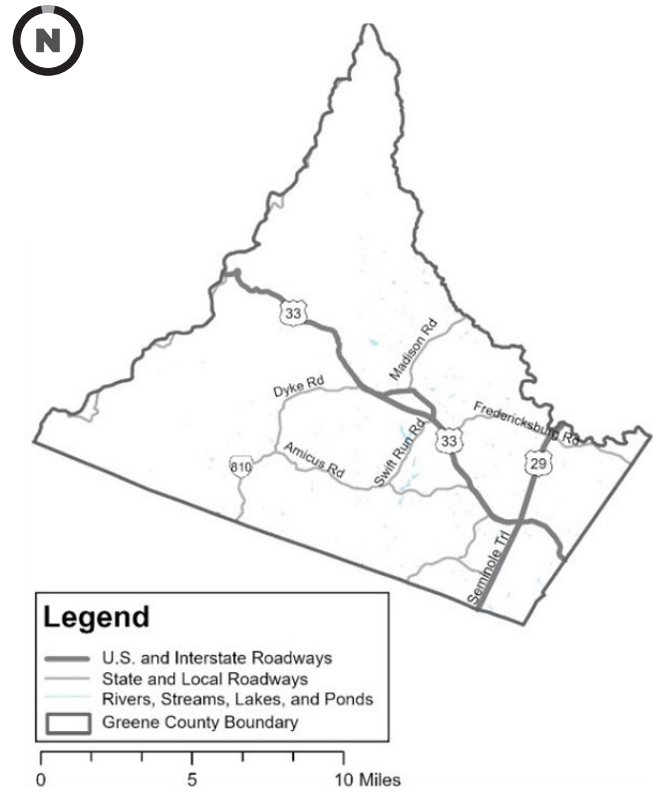 N
33
Madison Rd
Dyke Rd
Fredericksburg Rd
Swift Run Rd
33
Amicus Rd
810
29
Seminole Trl
Legend
U.S. and Interstate Roadways
State and Local Roadways
Rivers, Streams, Lakes, and Ponds
Greene County Boundary
0 5 10 Miles